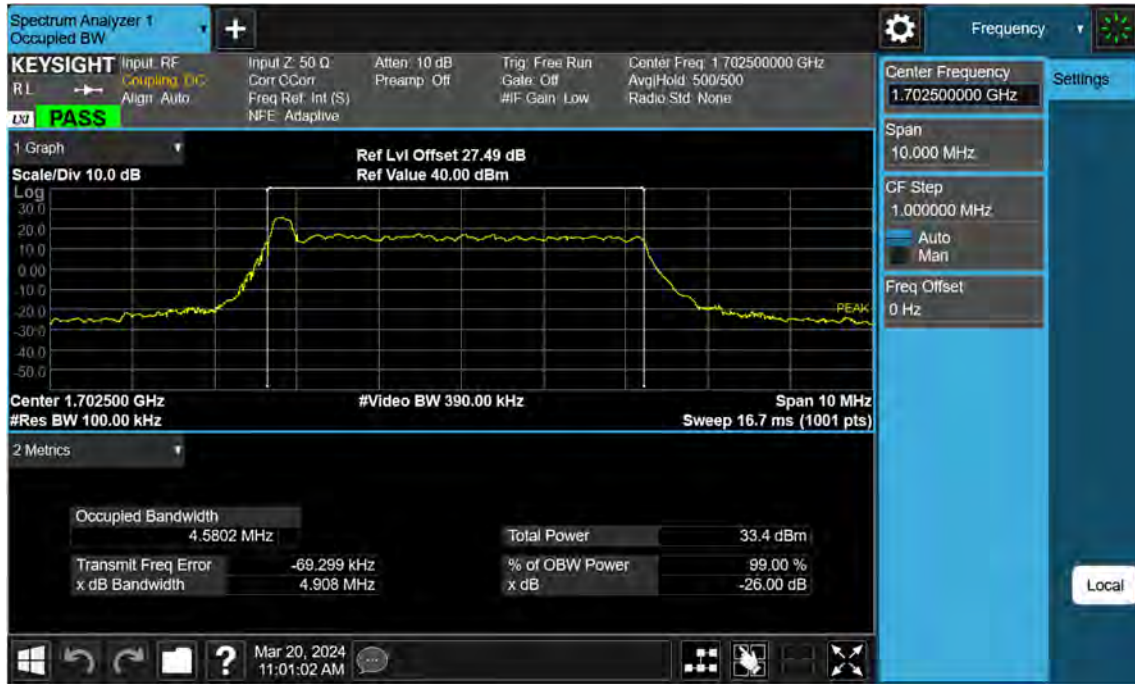 Spectrum Analyzer 1
Occupied BW
+
Frequency
KEYSIGHT
RL
LXI PASS
Input: RF
Coupling: DC
Align: Auto
Input Z: 50 Ω
Corr CCorr
Freq Ref: Int (S)
NFE: Adaptive
Atten: 10 dB
Preamp: Off
Trig: Free Run
Gate: Off
#IF Gain: Low
Center Freq: 1.702500000 GHz
Avg|Hold: 500/500
Radio Std: None
1 Graph
Scale/Div 10.0 dB
Ref Lvl Offset 27.49 dB
Ref Value 40.00 dBm
Log
30.0
20.0
10.0
0.00
-10.0
-20.0
-30.0
-40.0
-50.0
PEAK
Center 1.702500 GHz
#Res BW 100.00 kHz
#Video BW 390.00 kHz
Span 10 MHz
Sweep 16.7 ms (1001 pts)
2 Metrics
Occupied Bandwidth
4.5802 MHz
Transmit Freq Error -69.299 kHz
x dB Bandwidth 4.908 MHz
Total Power 33.4 dBm
% of OBW Power 99.00 %
x dB -26.00 dB
Center Frequency
1.702500000 GHz
Settings
Span
10.000 MHz
CF Step
1.000000 MHz
Auto
Man
Freq Offset
0 Hz
Local
?
Mar 20, 2024
11:01:02 AM